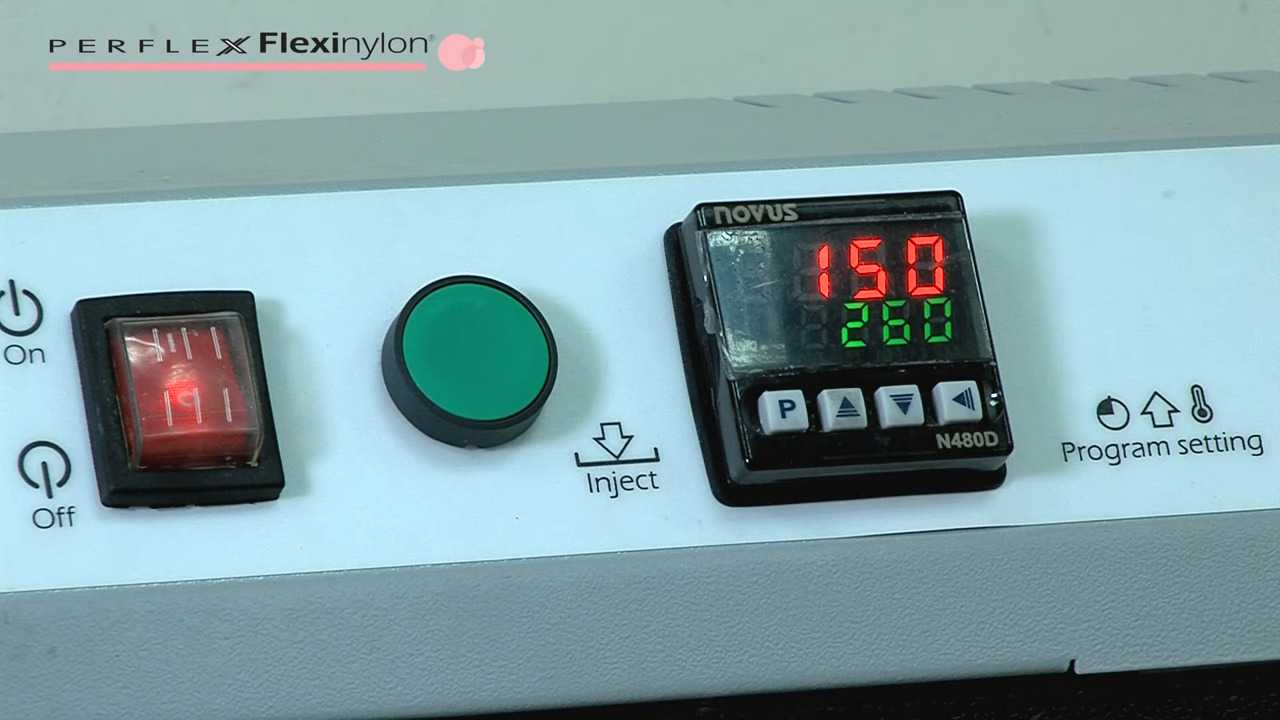 PERFLEX Flexinylon®
novus
150
260
On
P
N480D
Off
Inject
Program setting